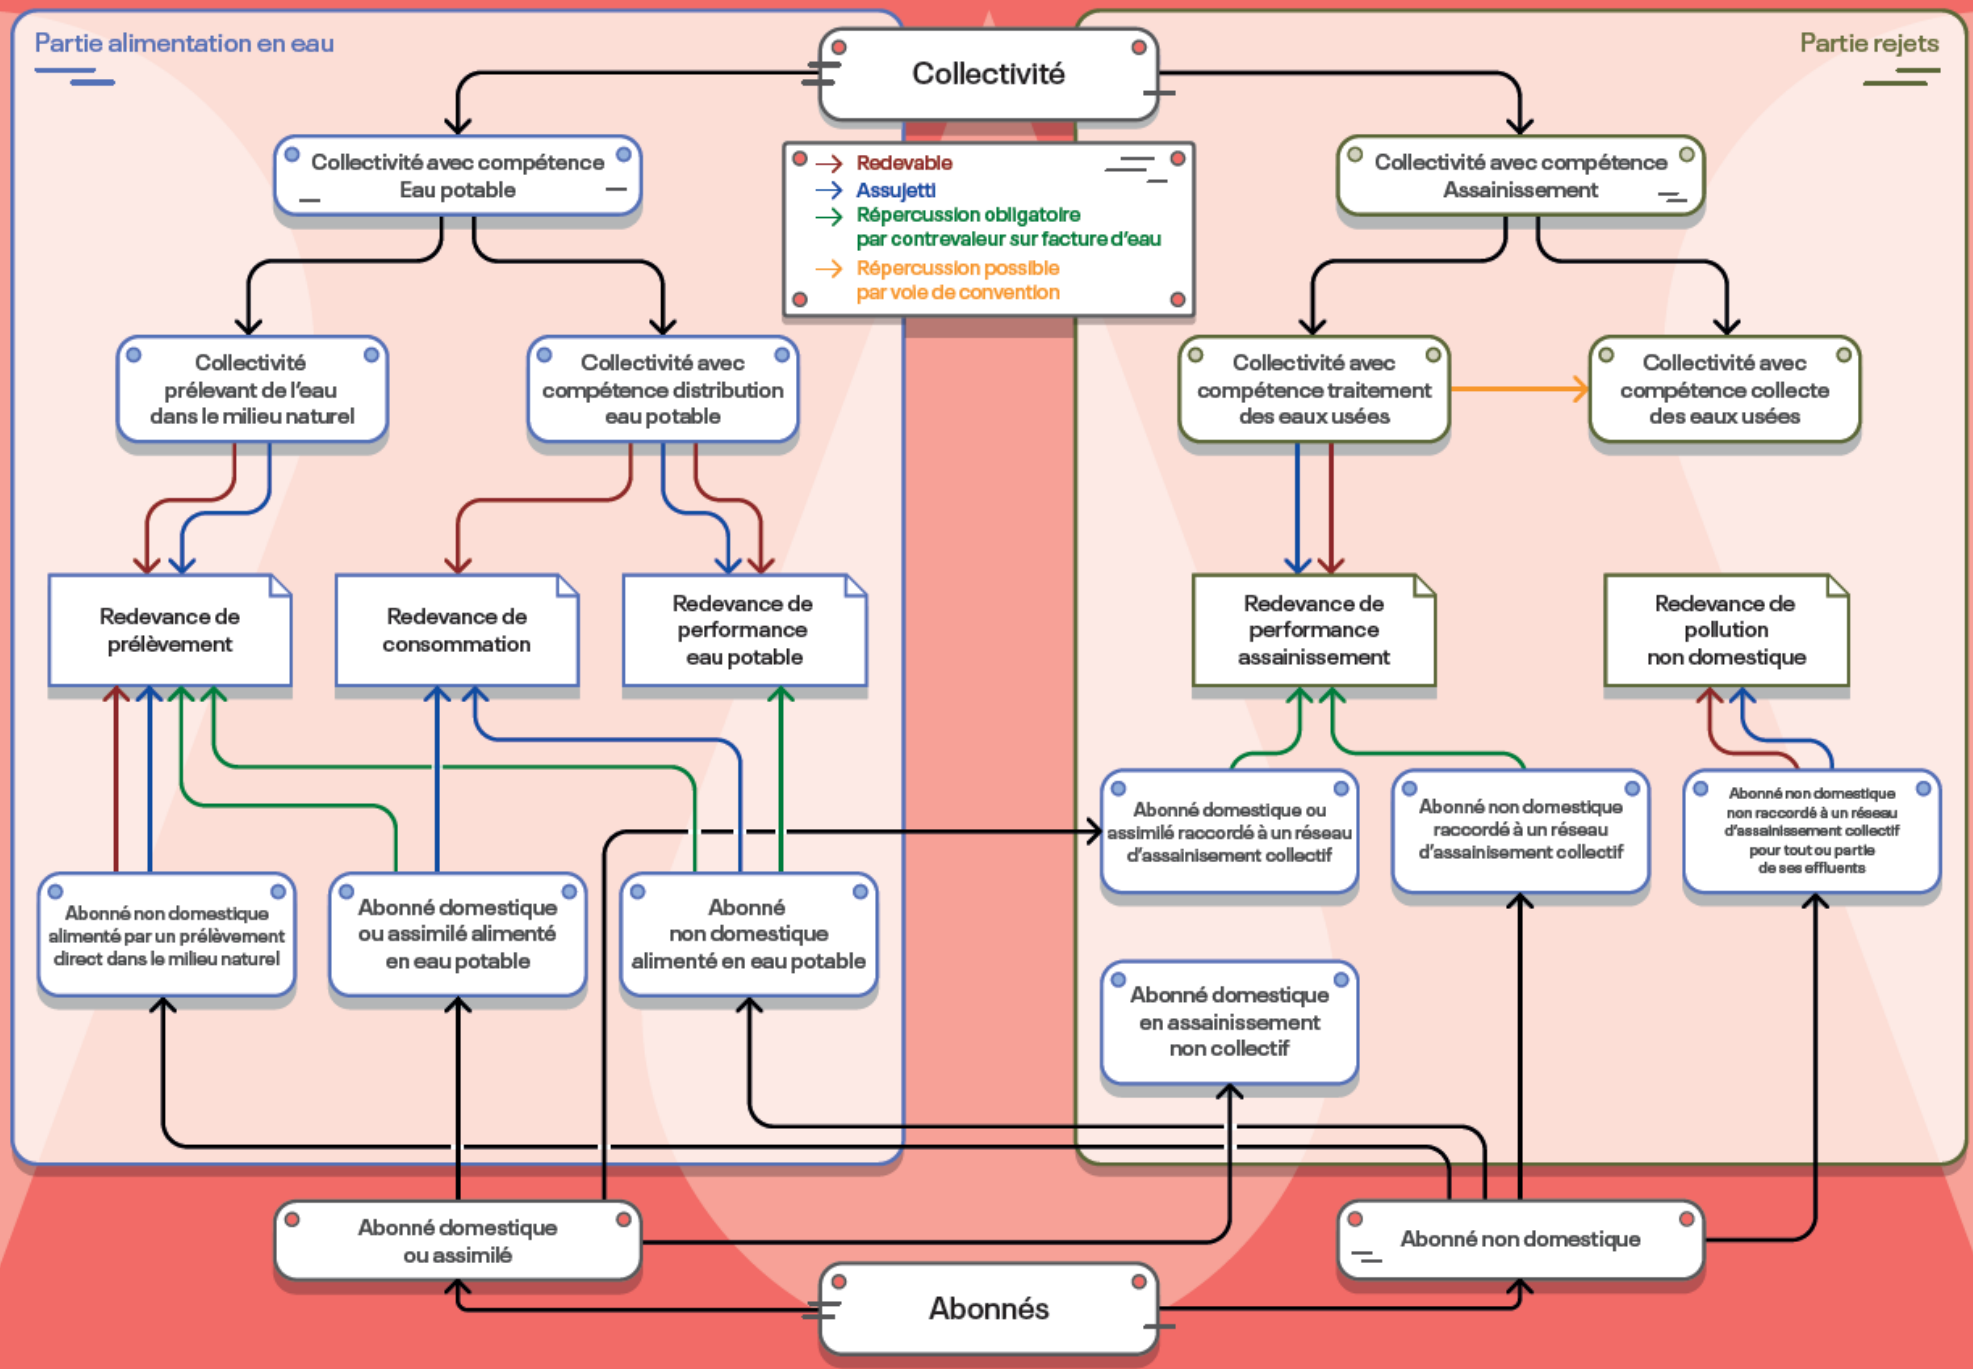 Partie alimentation en eau
Collectivité
Partie rejets
Collectivité avec compétence
Eau potable
Redevable
Assujetti
Répercussion obligatoire
par contrevaleur sur facture d'eau
Répercussion possible
par voie de convention
Collectivité avec compétence
Assainissement
Collectivité
prélevant de l'eau
dans le milieu naturel
Collectivité avec
compétence distribution
eau potable
Collectivité avec
compétence traitement
des eaux usées
Collectivité avec
compétence collecte
des eaux usées
Redevance de
prélèvement
Redevance de
consommation
Redevance de
performance
eau potable
Redevance de
performance
assainissement
Redevance de
pollution
non domestique
Abonné domestique ou
assimilé raccordé à un réseau
d'assainisement collectif
Abonné non domestique
raccordé à un réseau
d'assainisement collectif
Abonné non domestique
non raccordé à un réseau
d'assainissement collectif
pour tout ou partie
de ses effluents
Abonné non domestique
alimenté par un prélèvement
direct dans le milieu naturel
Abonné domestique
ou assimilé alimenté
en eau potable
Abonné
non domestique
alimenté en eau potable
Abonné domestique
en assainissement
non collectif
Abonné domestique
ou assimilé
Abonné non domestique
Abonnés